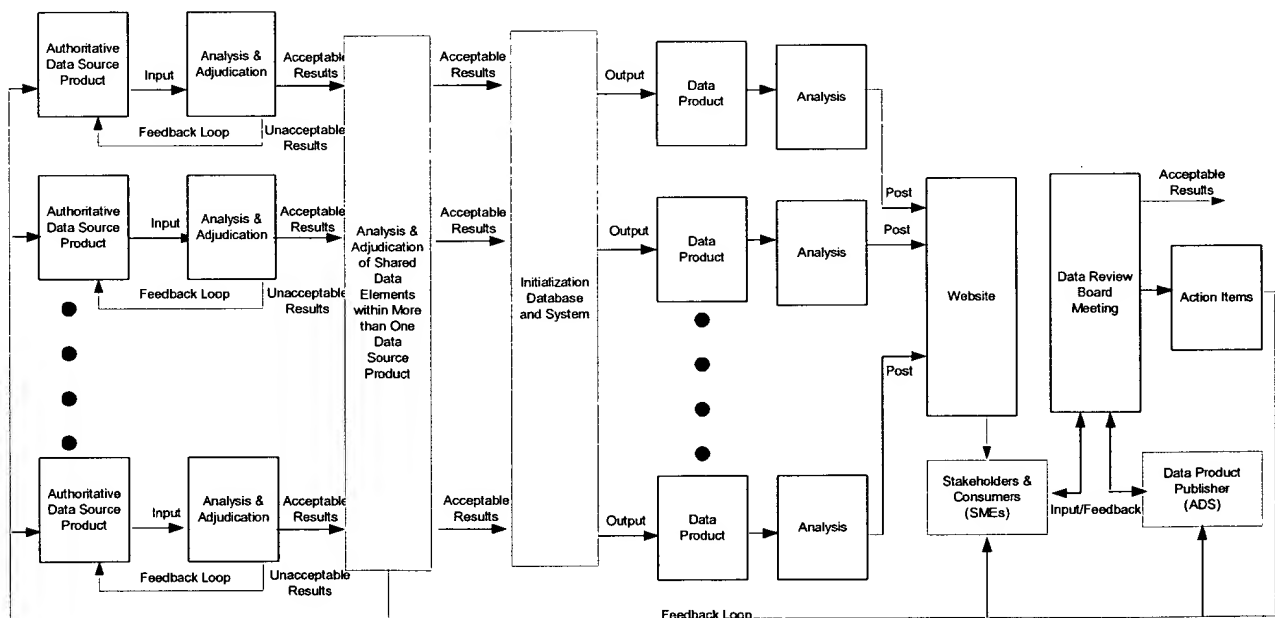 Authoritative
Data Source
Product
Input
Analysis &
Adjudication
Acceptable
Results
Feedback Loop
Unacceptable
Results
Authoritative
Data Source
Product
Input
Analysis &
Adjudication
Acceptable
Results
Feedback Loop
Unacceptable
Results
Authoritative
Data Source
Product
Input
Analysis &
Adjudication
Acceptable
Results
Feedback Loop
Unacceptable
Results
Analysis &
Adjudication
of Shared
Data
Elements
within More
than One
Data
Source
Product
Acceptable
Results
Acceptable
Results
Acceptable
Results
Initialization
Database
and System
Output
Data
Product
Analysis
Post
Output
Data
Product
Analysis
Post
Output
Data
Product
Analysis
Post
Website
Stakeholders &
Consumers
(SMEs)
Input/Feedback
Data Review
Board
Meeting
Acceptable
Results
Action Items
Data Product
Publisher
(ADS)
Feedback Loop